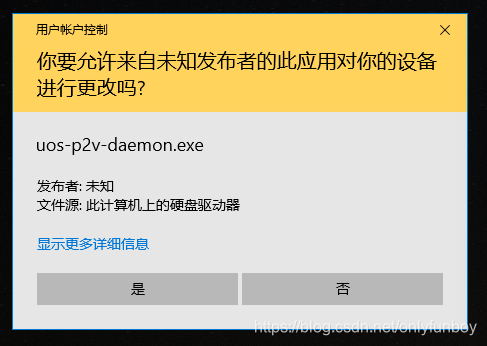 用户帐户控制
你要允许来自未知发布者的此应用对你的设备
进行更改吗?
uos-p2v-daemon.exe
发布者: 未知
文件源: 此计算机上的硬盘驱动器
显示更多详细信息
是 否
https://blog.csdn.net/onlyfunboy